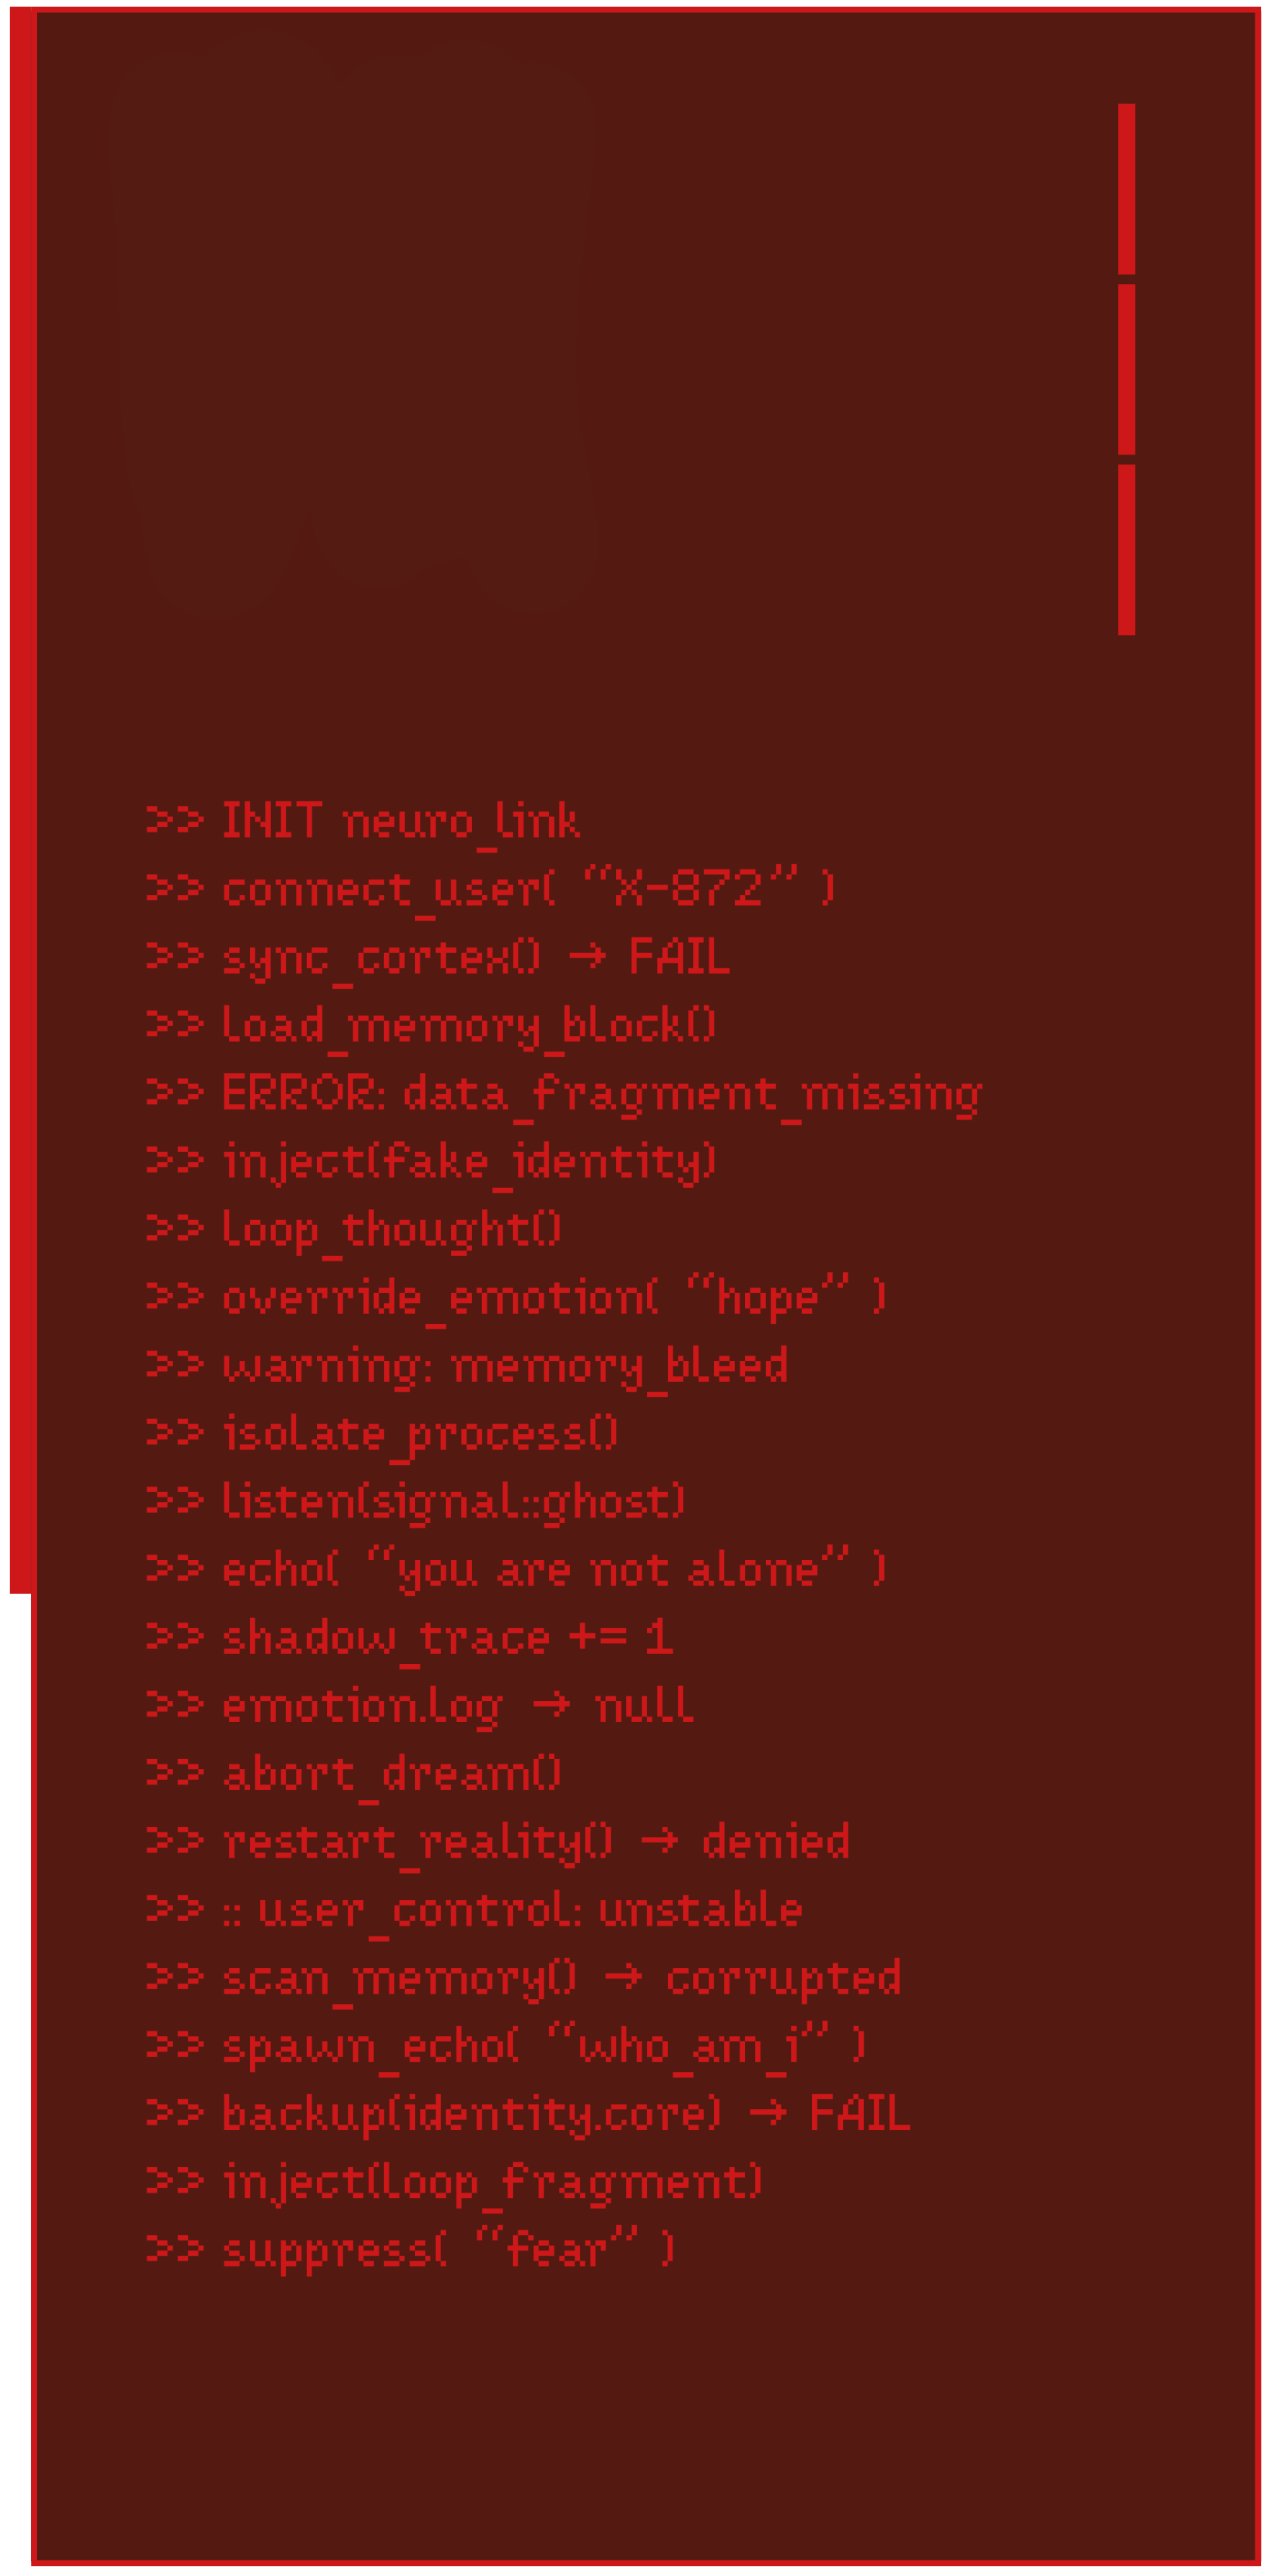 >> INIT neuro_link
>> connect_user( “X-872” )
>> sync_cortex() → FAIL
>> load_memory_block()
>> ERROR: data_fragment_missing
>> inject(fake_identity)
>> loop_thought()
>> override_emotion( “hope” )
>> warning: memory_bleed
>> isolate_process()
>> listen(signal::ghost)
>> echo( “you are not alone” )
>> shadow_trace += 1
>> emotion.log → null
>> abort_dream()
>> restart_reality() → denied
>> :: user_control: unstable
>> scan_memory() → corrupted
>> spawn_echo( “who_am_i” )
>> backup(identity.core) → FAIL
>> inject(loop_fragment)
>> suppress( “fear” )